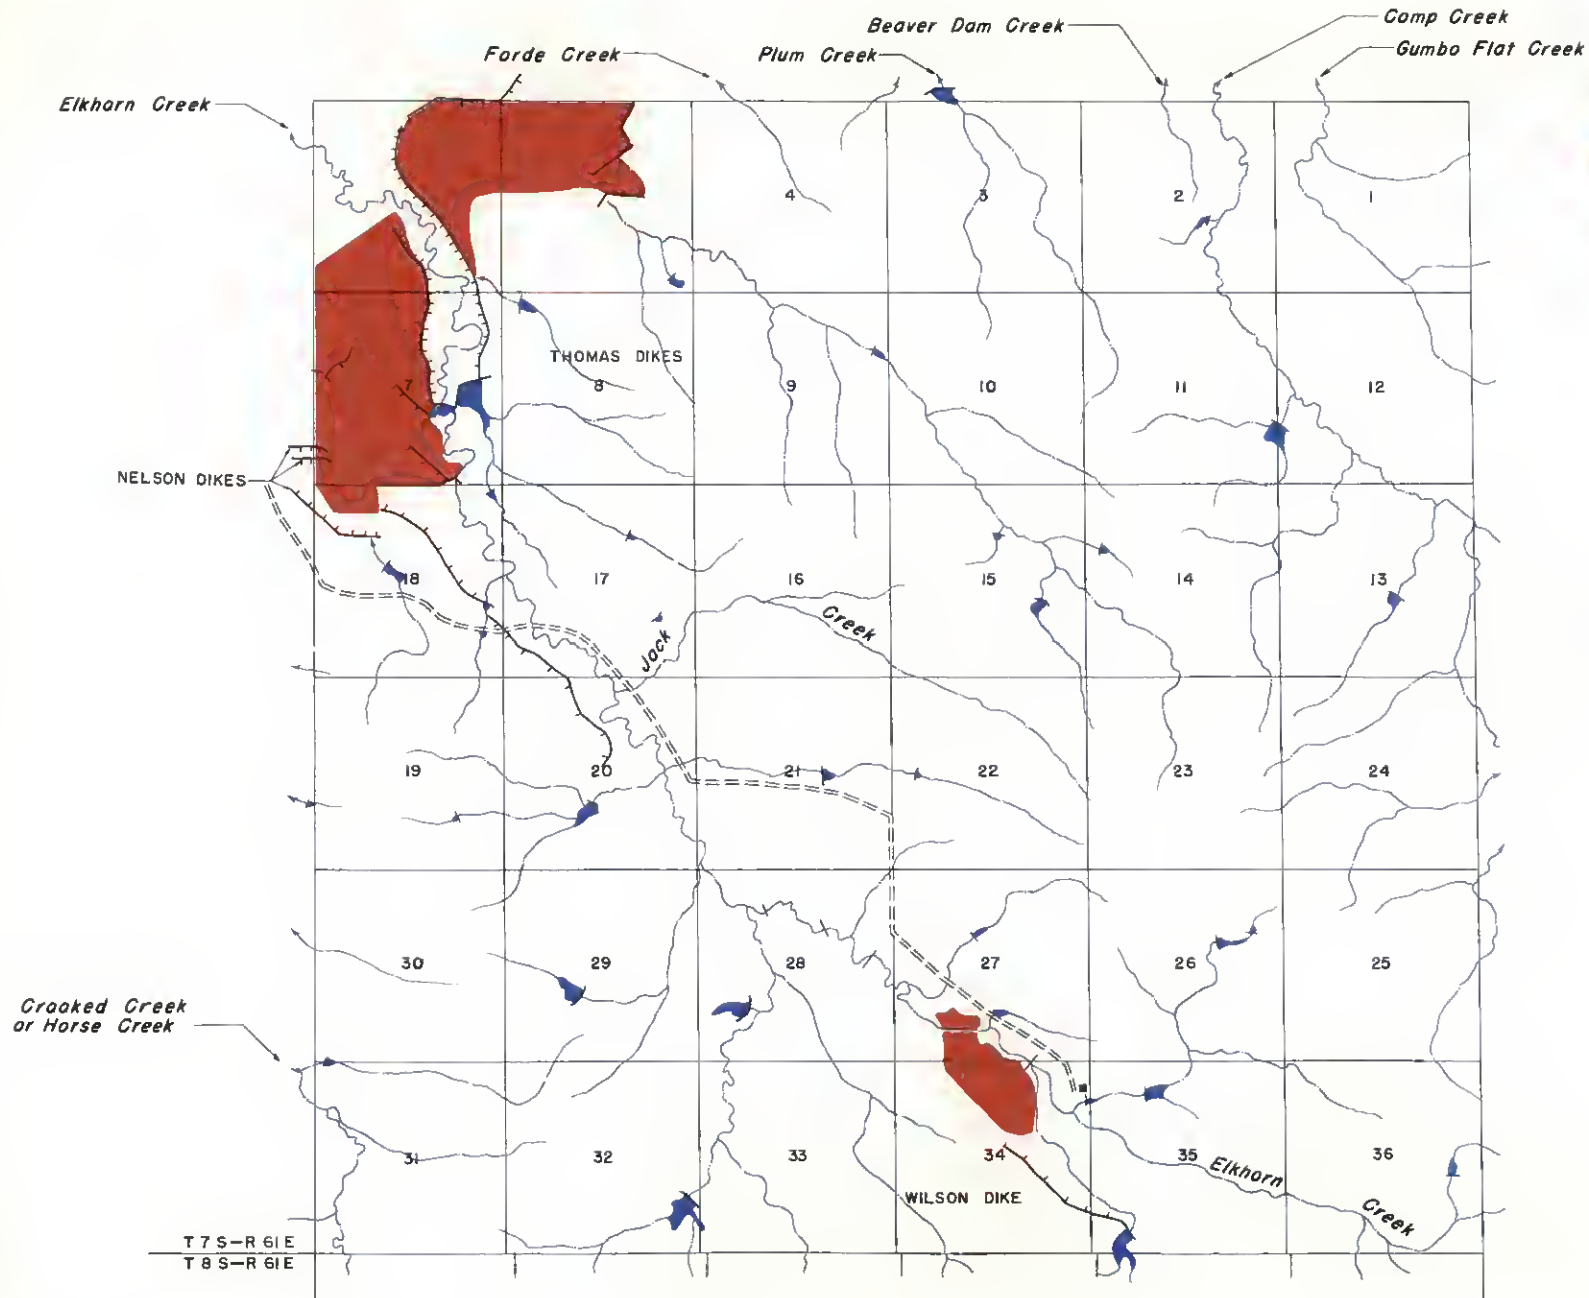 Beaver Dam Creek
Camp Creek
Forde Creek
Plum Creek
Gumbo Flat Creek
Elkhorn Creek
4
3
2
1
THOMAS DIKES
7
8
9
10
11
12
NELSON DIKES
18
17
16
15
14
13
Jack
Creek
19
20
21
22
23
24
30
29
28
27
26
25
Crooked Creek
or Horse Creek
31
32
33
34
35
36
Elkhorn
Creek
WILSON DIKE
T 7 S-R 61 E
T 8 S-R 61 E